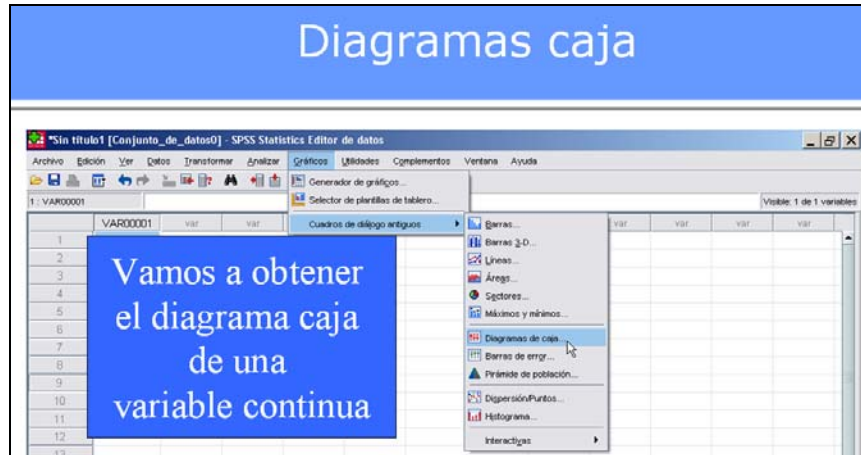 Diagramas caja
*Sin título1 [Conjunto_de_datos0] - SPSS Statistics Editor de datos
Archivo Edición Ver Datos Transformar Analizar Gráficos Utilidades Complementos Ventana Ayuda
Generador de gráficos...
1 : VAR00001
Selector de plantillas de tablero...
Visible: 1 de 1 variables
Cuadros de diálogo antiguos
VAR00001 var var var var var var
Barras...
Barras 3-D...
Líneas...
Áreas...
Sectores...
Máximos y mínimos...
Diagramas de caja...
Barras de error...
Pirámide de población...
Dispersión/Puntos...
Histograma...
Interactivas
1
2
3
4
5
6
7
8
9
10
11
12
13
Vamos a obtener
el diagrama caja
de una
variable continua